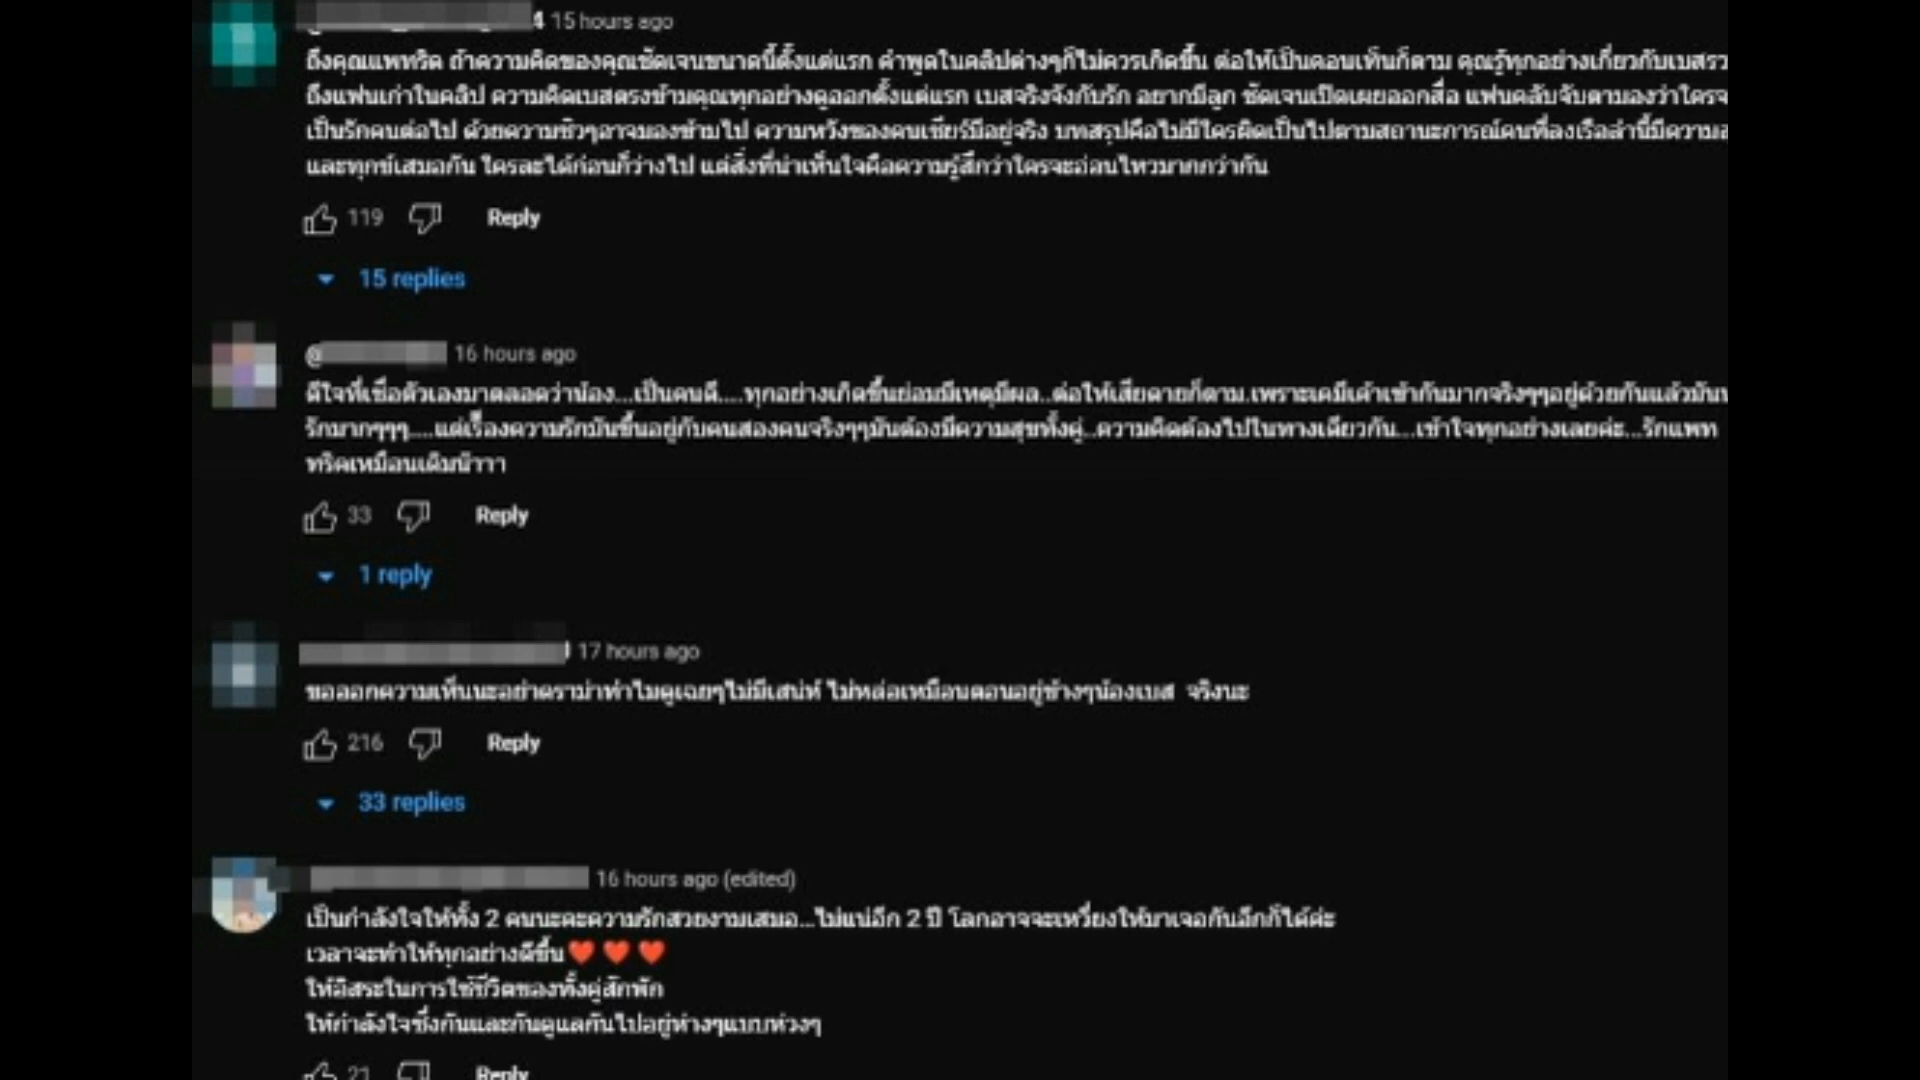 4 15 hours ago
ถึงคุณแพทริค ถ้าความคิดของคุณชัดเจนขนาดนี้ตั้งแต่แรก คำพูดในคลิปต่างๆก็ไม่ควรเกิดขึ้น ต่อให้เป็นคอนเท็นก็ตาม คุณรู้ทุกอย่างเกี่ยวกับเบสรว
ถึงแฟนเก่าในคลิป ความคิดเบสตรงข้ามคุณทุกอย่างดูออกตั้งแต่แรก เบสจริงจังกับรัก อยากมีลูก ชัดเจนเปิดเผยออกสื่อ แฟนคลับจับตามองว่าใครจ
เป็นรักคนต่อไป ด้วยความชัวๆอาจมองข้ามไป ความหวังของคนเชียร์มีอยู่จริง บทสรุปคือไม่มีใครผิดเป็นไปตามสถานะการณ์คนที่ลงเรือลำนี้มีความส
และทุกข์เสมอกัน ใครละได้ก่อนก็ว่างไป แต่สิ่งที่น่าเห็นใจคือความรู้สึกว่าใครจะอ่อนไหวมากกว่ากัน
119 Reply
15 replies
@ 16 hours ago
ดีใจที่เชื่อตัวเองมาตลอดว่าน้อง...เป็นคนดี....ทุกอย่างเกิดขึ้นย่อมมีเหตุมีผล..ต่อให้เสียดายก็ตาม.เพราะเคมีเค้าเข้ากันมากจริงๆๆอยู่ด้วยกันแล้วมันน
รักมากๆๆๆ....แต่เรื่องความรักมันขึ้นอยู่กับคนสองคนจริงๆๆมันต้องมีความสุขทั้งคู่..ความคิดต้องไปในทางเดียวกัน...เข้าใจทุกอย่างเลยค่ะ...รักแพท
ทริคเหมือนเดิมน๊าาา
33 Reply
1 reply
17 hours ago
ขอออกความเห็นนะอย่าดราม่าทำไมดูเฉยๆไม่มีเสน่ห์ ไม่หล่อเหมือนตอนอยู่ข้างๆน้องเบส จริงนะ
216 Reply
33 replies
16 hours ago (edited)
เป็นกำลังใจให้ทั้ง 2 คนนะคะความรักสวยงามเสมอ...ไม่แน่อีก 2 ปี โลกอาจจะเหวี่ยงให้มาเจอกันอีกก็ได้ค่ะ
เวลาจะทำให้ทุกอย่างดีขึ้น❤️ ❤️ ❤️
ให้อิสระในการใช้ชีวิตของทั้งคู่สักพัก
ให้กำลังใจซึ่งกันและกันดูแลกันไปอยู่ห่างๆแบบห่วงๆ
21 Reply